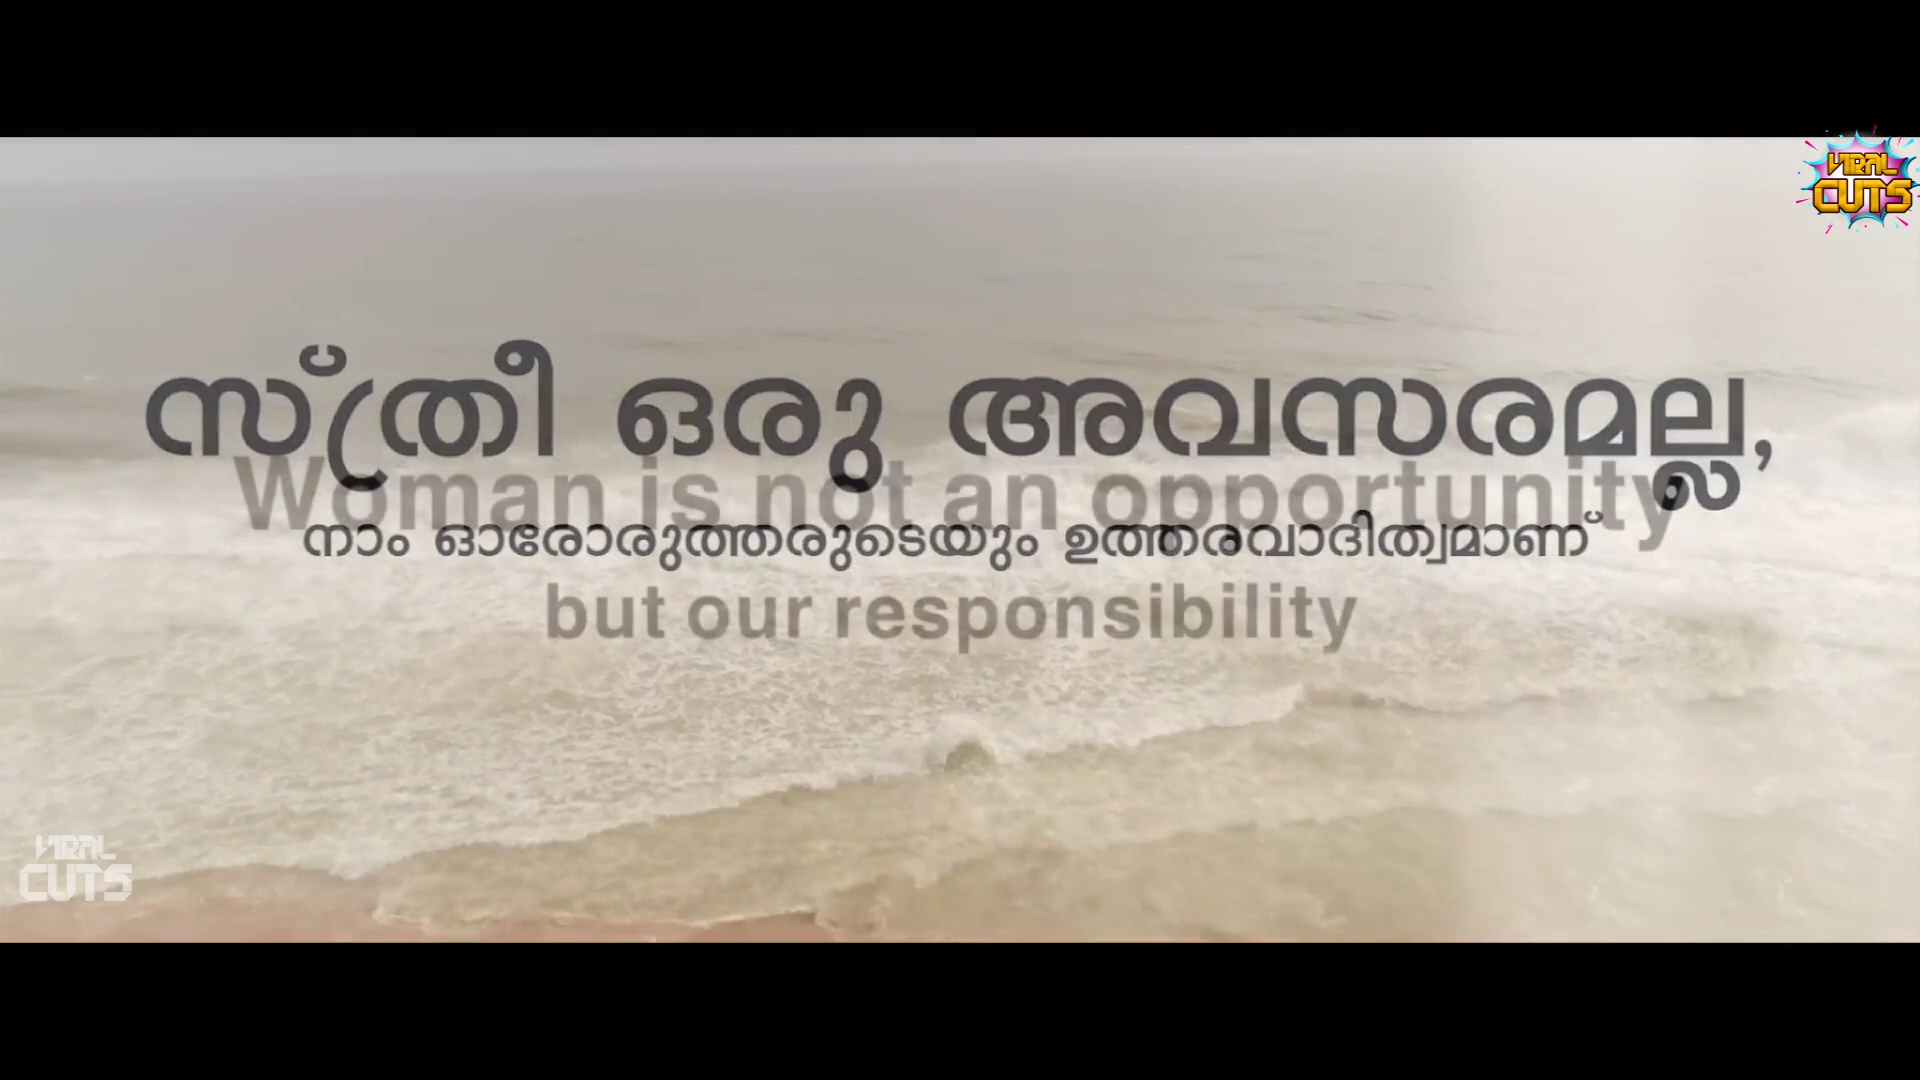 VIRAL
CUTS
സ്ത്രീ ഒരു അവസരമല്ല,
Woman is not an opportunity
നാം ഓരോരുത്തരുടെയും ഉത്തരവാദിത്വമാണ്
but our responsibility
VIRAL
CUTS